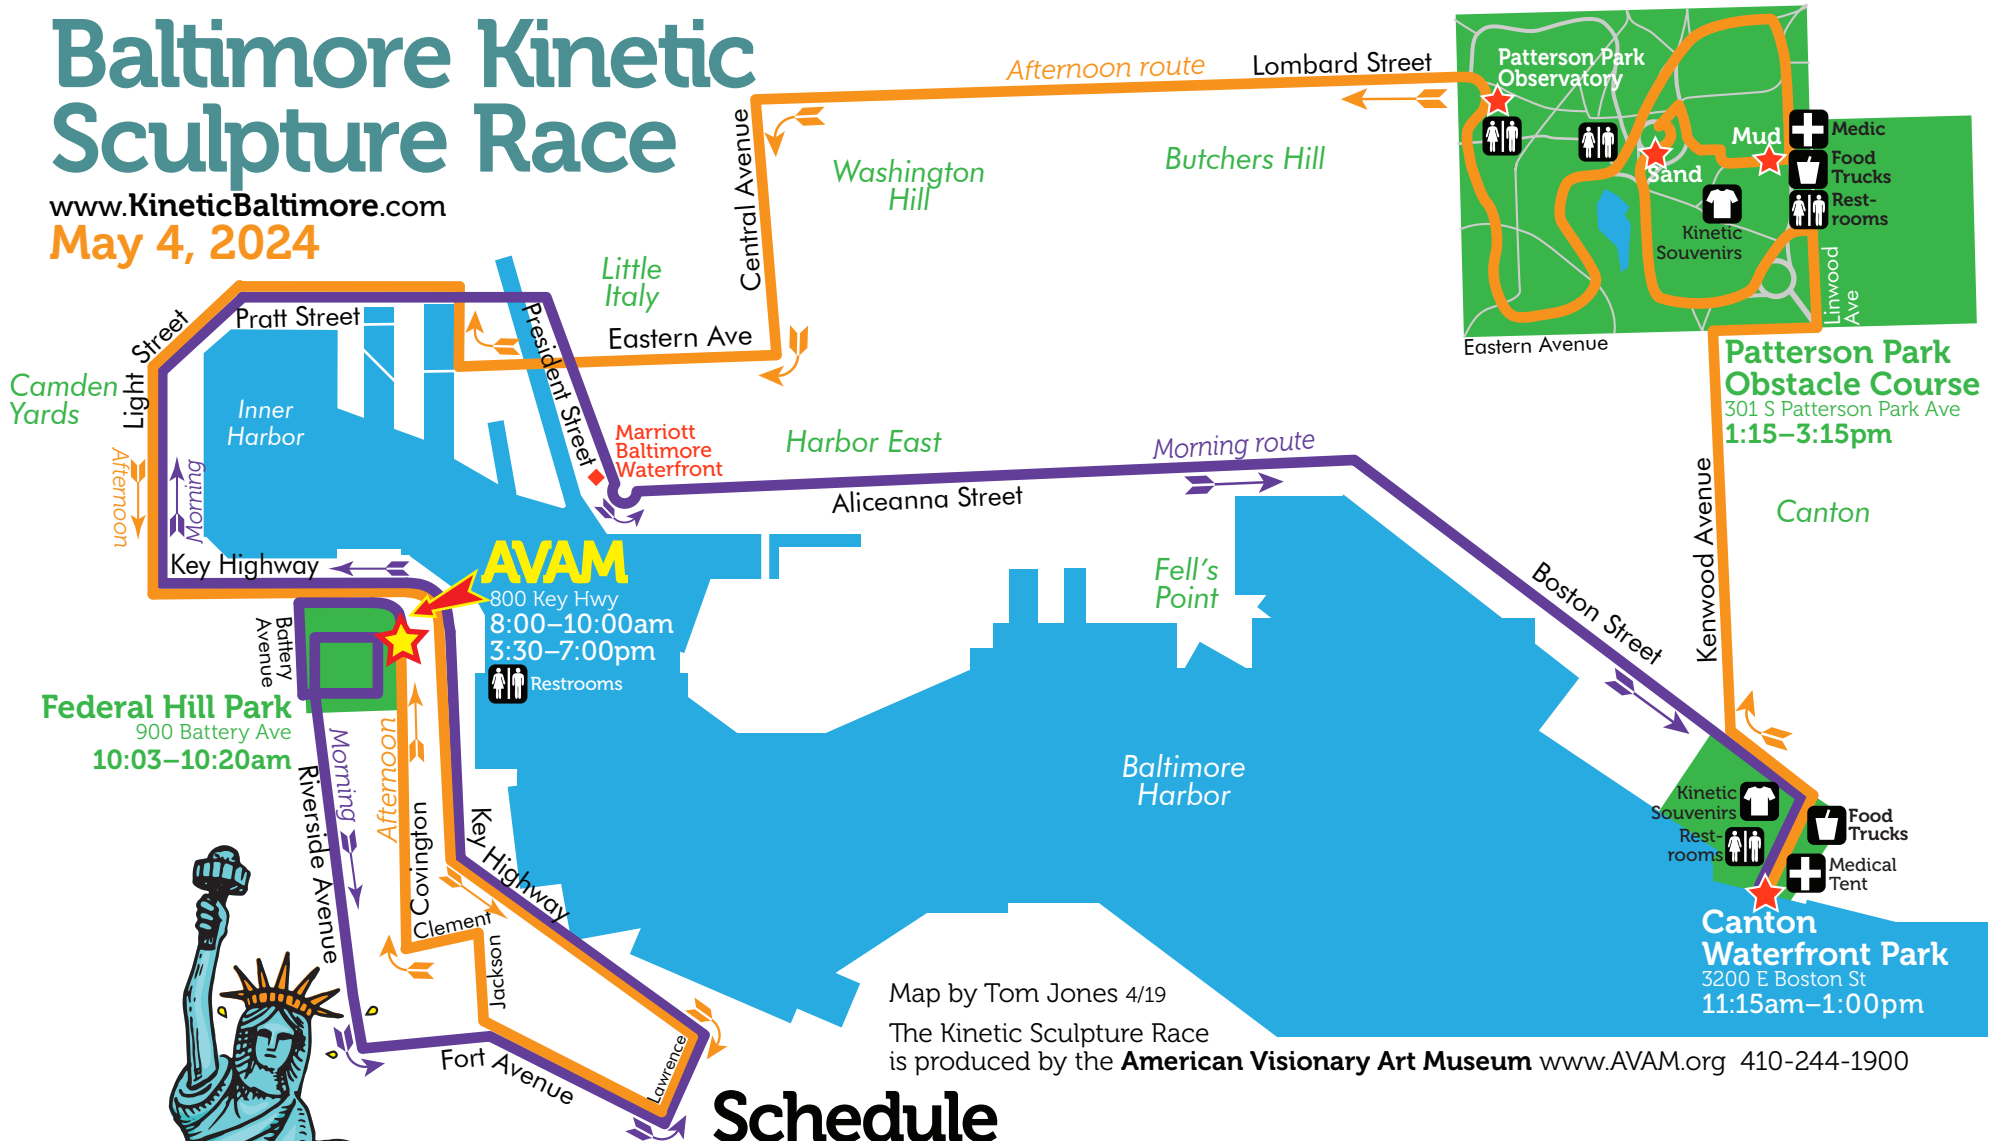 Baltimore Kinetic
Sculpture Race
www.KineticBaltimore.com
May 4, 2024
Afternoon route
Lombard Street
Central Avenue
Washington
Hill
Butchers Hill
Patterson Park
Observatory
Mud
Sand
Medic
Food
Trucks
Rest-
rooms
Kinetic
Souvenirs
Linwood
Ave
Eastern Avenue
Patterson Park
Obstacle Course
301 S Patterson Park Ave
1:15–3:15pm
Little
Italy
Eastern Ave
President Street
Pratt Street
Light Street
Camden
Yards
Inner
Harbor
Afternoon
Morning
Key Highway
Marriott
Baltimore
Waterfront
Harbor East
Morning route
Aliceanna Street
Canton
Kenwood Avenue
Boston Street
Fell's
Point
AVAM
800 Key Hwy
8:00–10:00am
3:30–7:00pm
Restrooms
Battery
Avenue
Federal Hill Park
900 Battery Ave
10:03–10:20am
Morning
Afternoon
Riverside Avenue
Covington
Key Highway
Clement
Jackson
Fort Avenue
Lawrence
Baltimore
Harbor
Kinetic
Souvenirs
Rest-
rooms
Food
Trucks
Medical
Tent
Canton
Waterfront Park
3200 E Boston St
11:15am–1:00pm
Map by Tom Jones 4/19
The Kinetic Sculpture Race
is produced by the American Visionary Art Museum www.AVAM.org 410-244-1900
Schedule